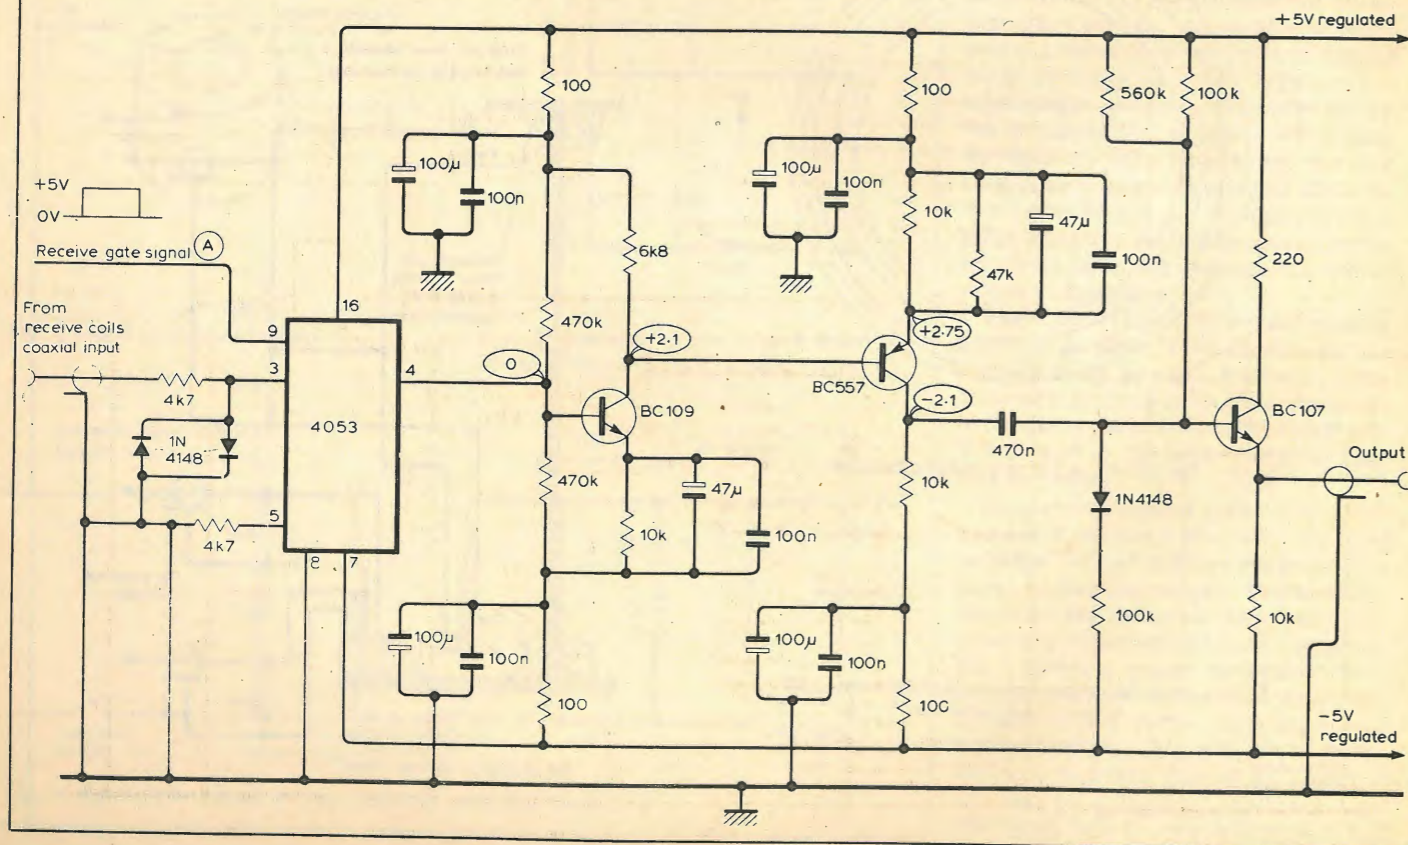 +5V regulated
100
100
560k
100k
100µ
100n
100µ
100n
10k
47µ
100n
+5V
0V
6k8
220
47k
Receive gate signal A
From
receive coils
coaxial input
16
9
470k
+2.1
+2.75
0
3
4
BC557
4k7
BC109
-2.1
BC107
4053
1N
4148
470n
Output
470k
47µ
10k
1N4148
5
4k7
10k
100n
8
7
100µ
100n
100µ
100n
100k
10k
100
100
-5V
regulated